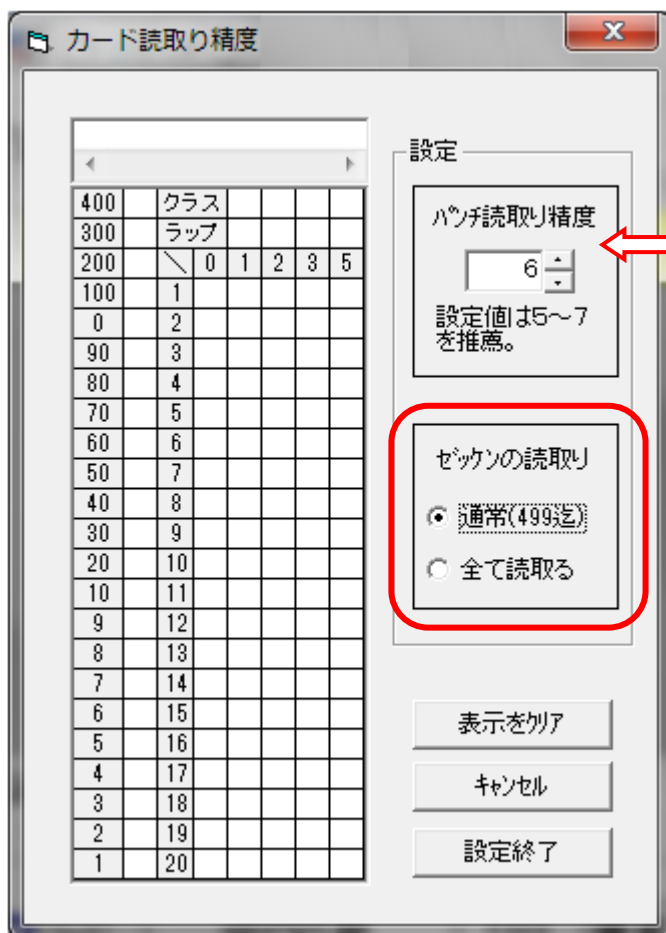 カード読取り精度
400 クラス
300 ラップ
200 \ 0 1 2 3 5
100 1
0 2
90 3
80 4
70 5
60 6
50 7
40 8
30 9
20 10
10 11
9 12
8 13
7 14
6 15
5 16
4 17
3 18
2 19
1 20
設定
ﾊﾟﾝﾁ読取り精度
6
設定値は5～7
を推薦。
ｾﾞｯｹﾝの読取り
通常(499迄)
全て読取る
表示をｸﾘｱ
ｷｬﾝｾﾙ
設定終了